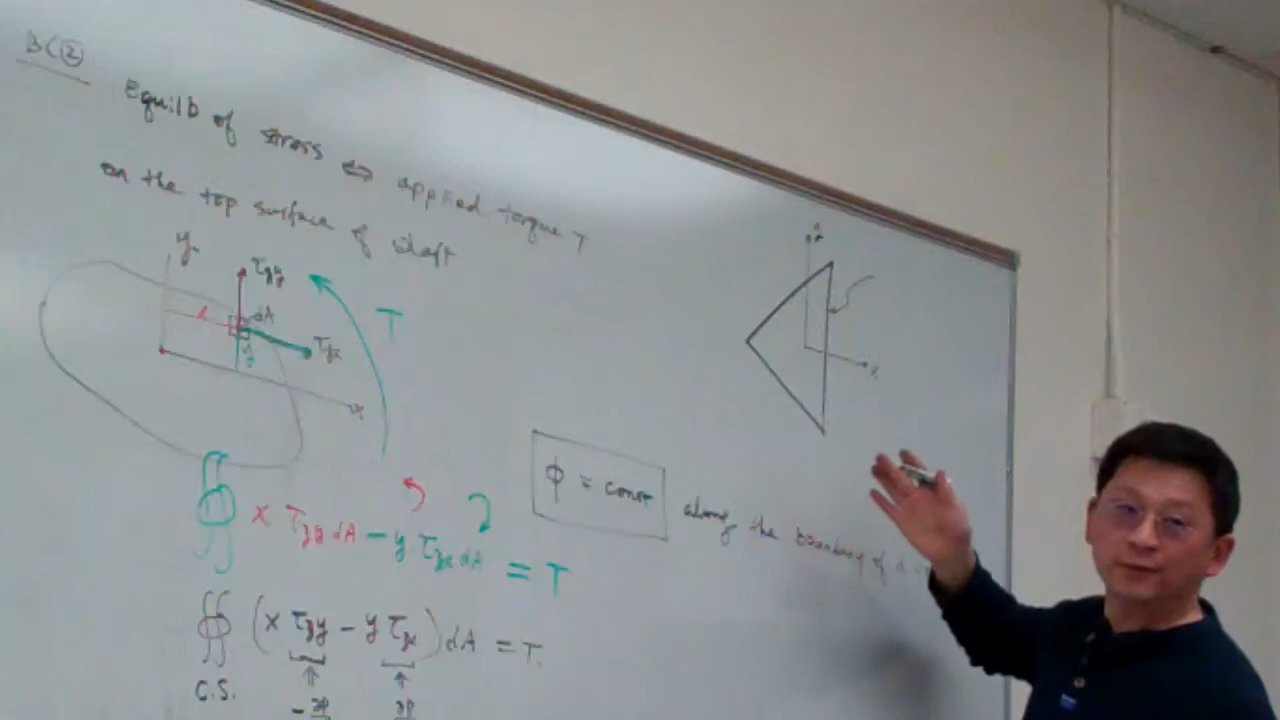 BC②
Equilb of stress ⇔ applied torque T
on the top surface of shaft
y
τzy
x
dA
T
τzx
y
x
x
∯ x τzy dA − y τzx dA = T
ϕ = const along the boundary of
∯ (x τzy − y τzx) dA = T
C.S.